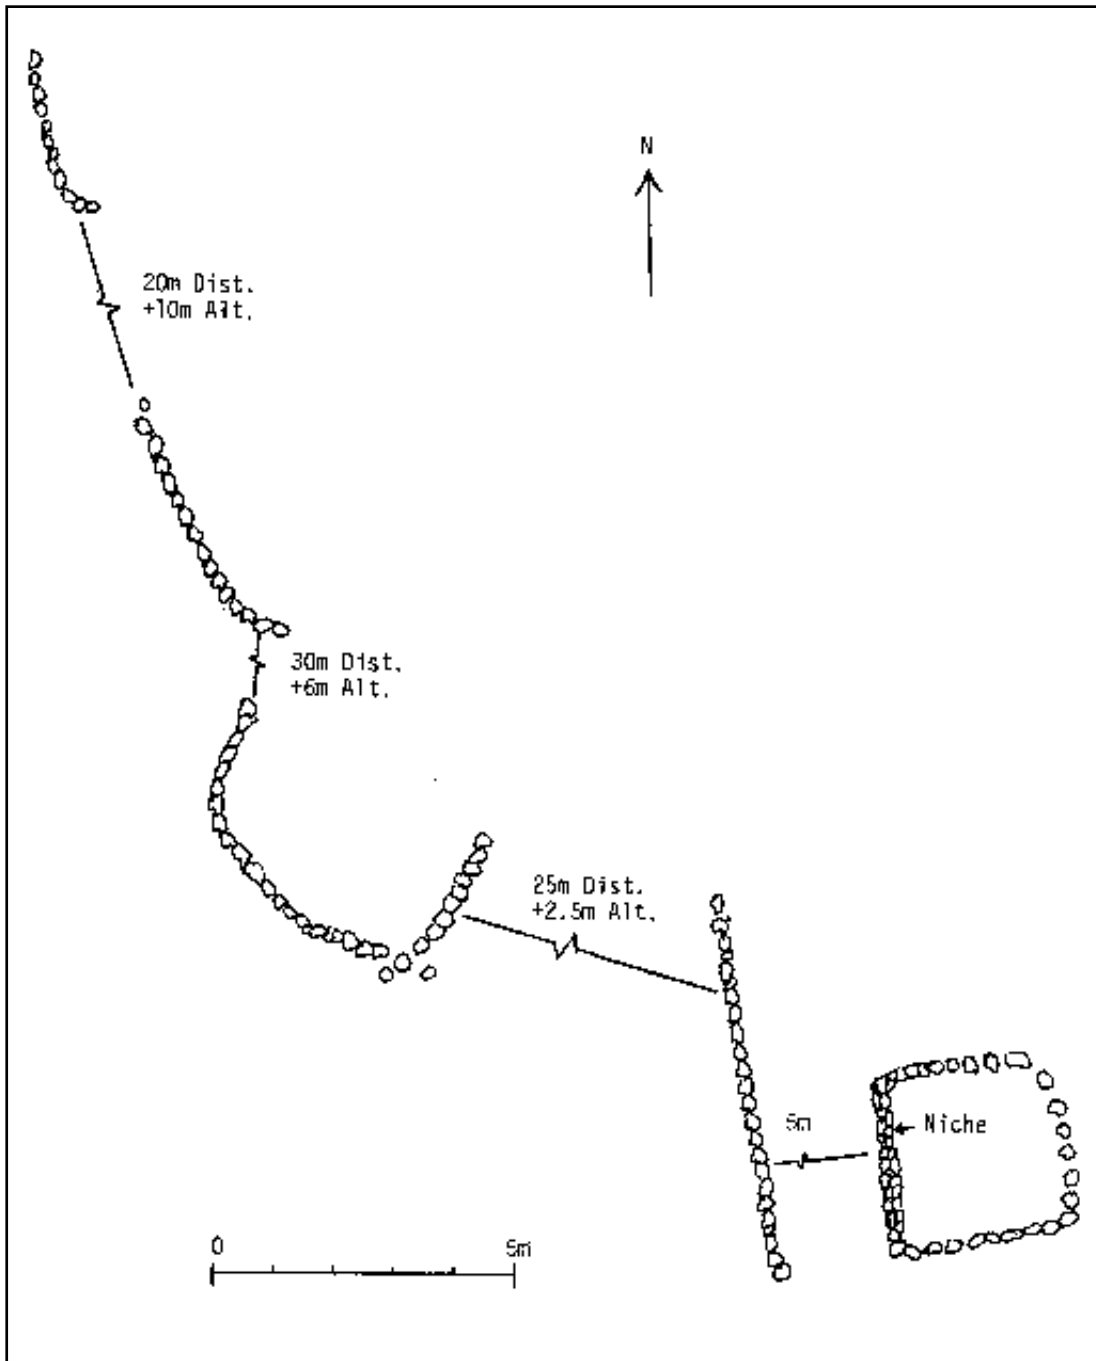 N
20m Dist.
+10m Alt.
30m Dist.
+6m Alt.
25m Dist.
+2.5m Alt.
5m
Niche
0
5m